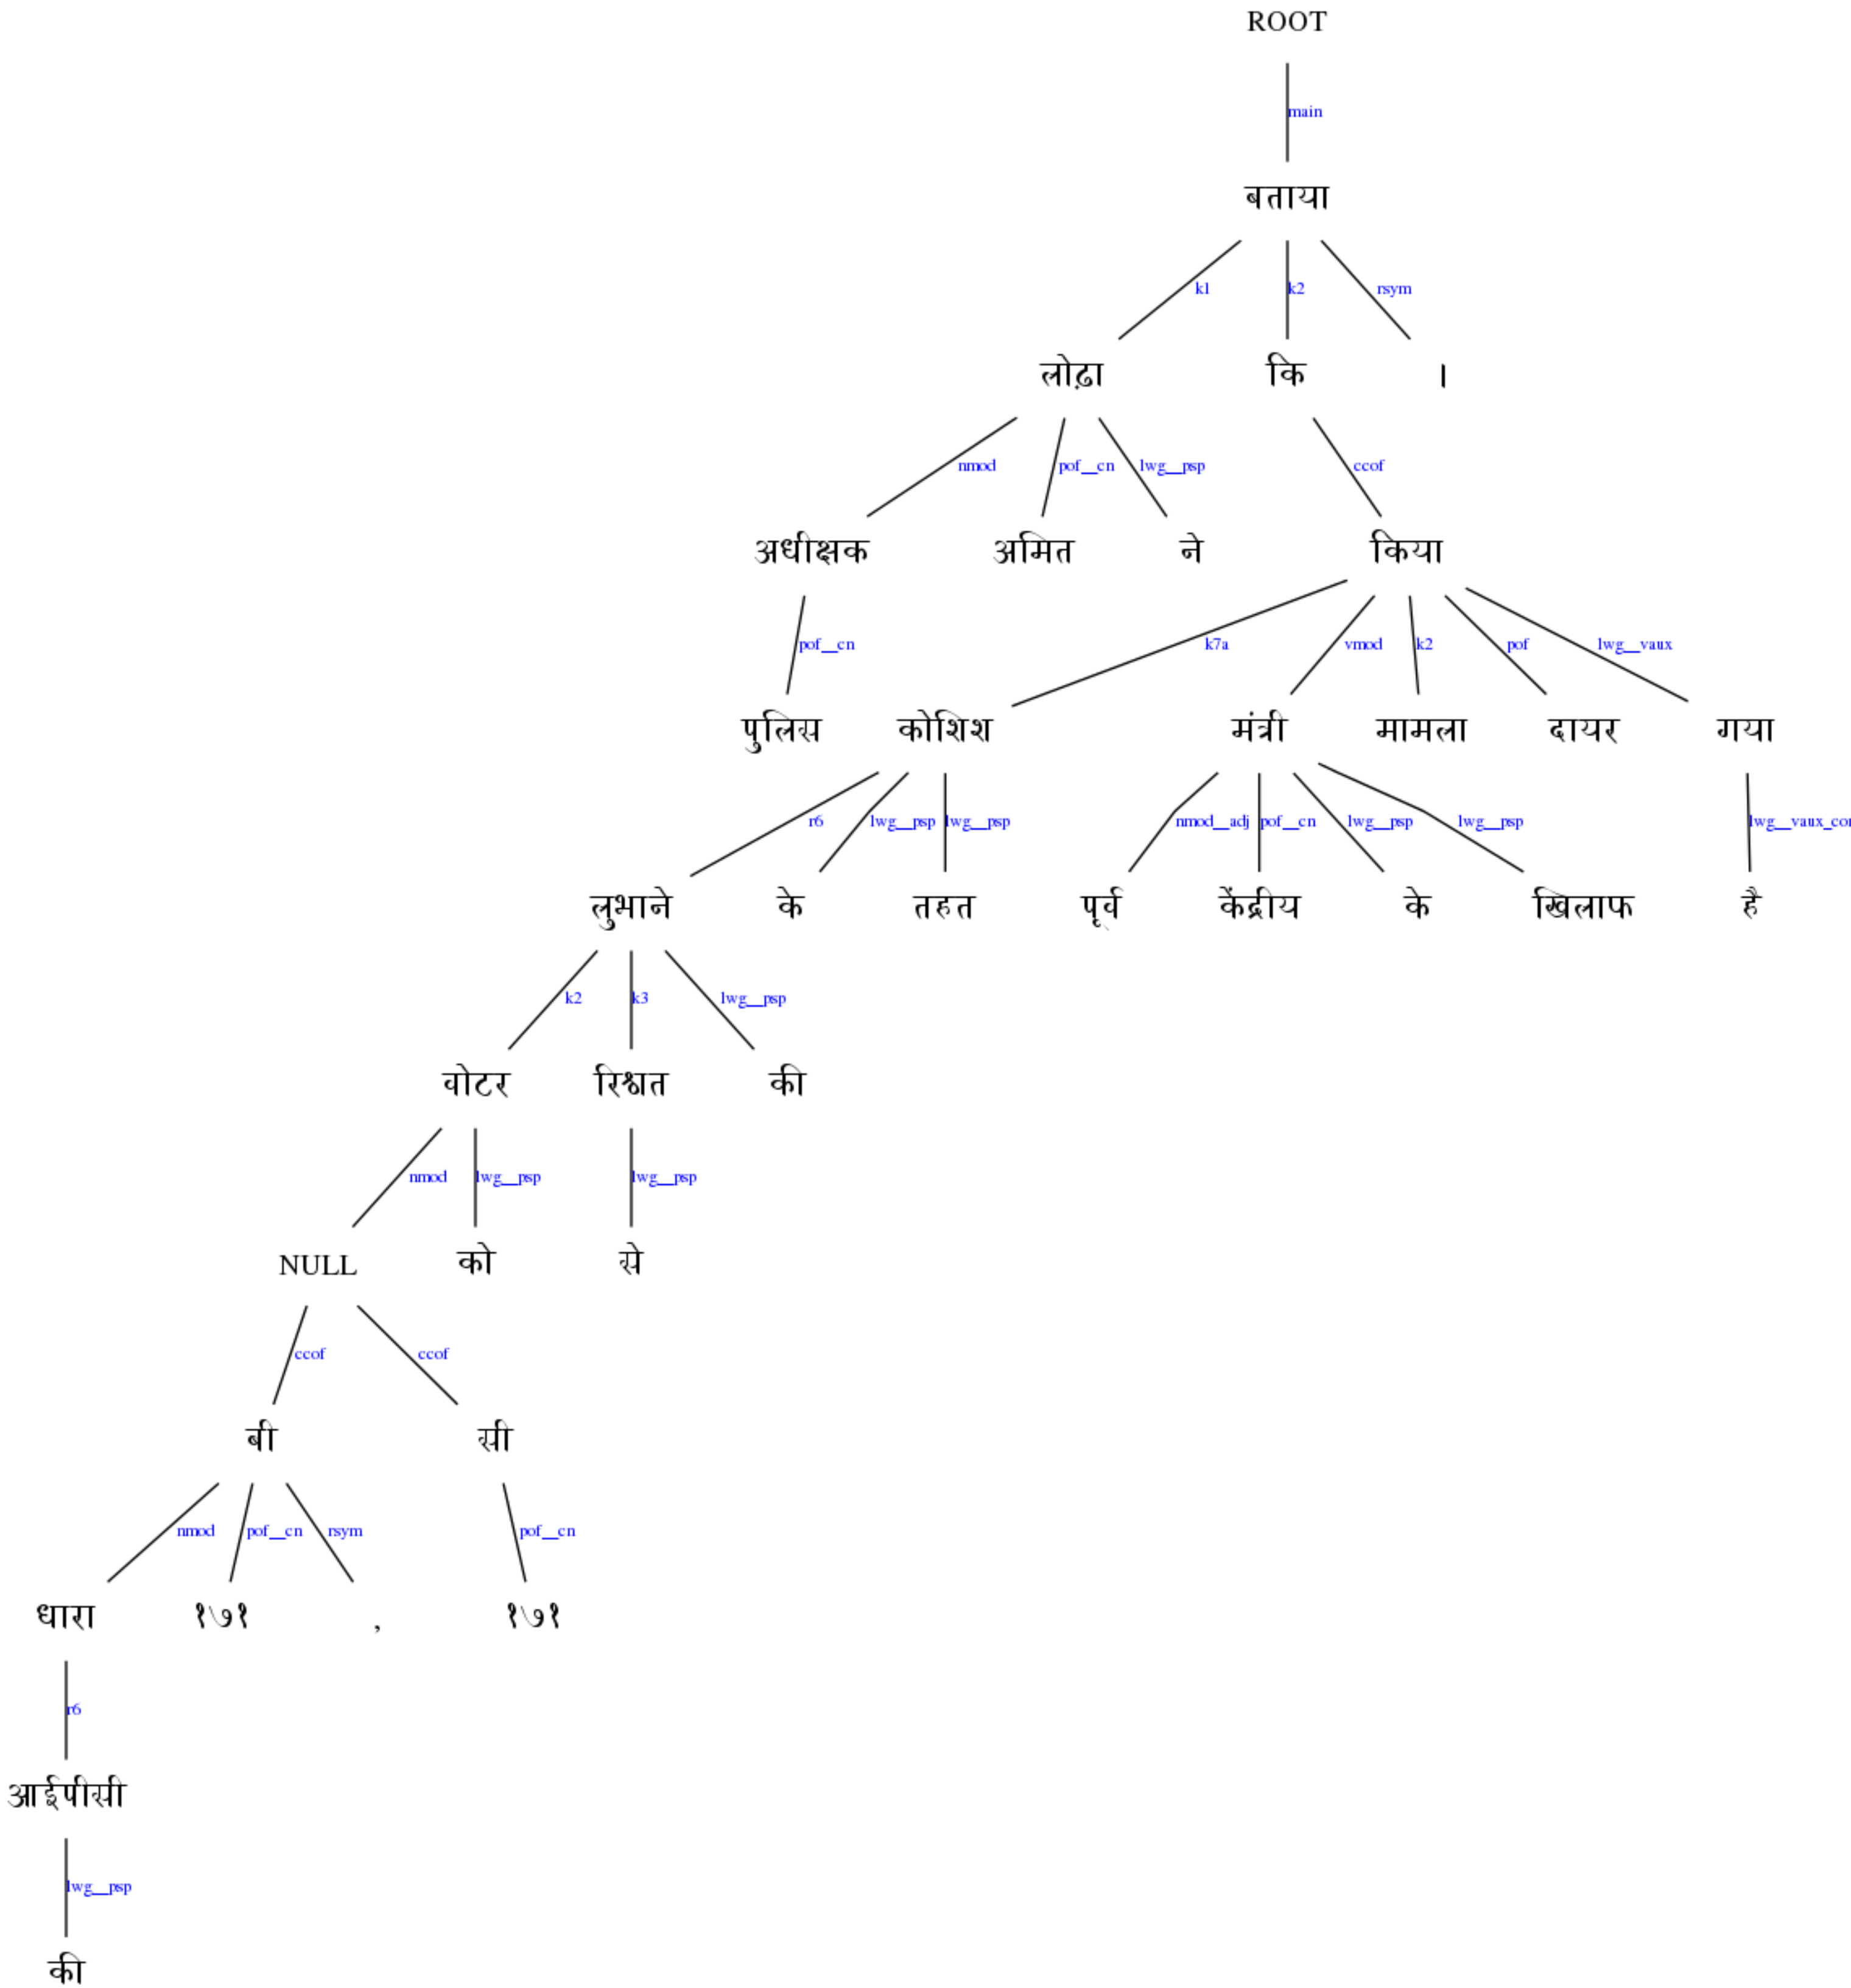 ROOT
main
बताया
k1 k2 rsym
लोढ़ा कि ।
nmod pof__cn lwg__psp ccof
अधीक्षक अमित ने किया
pof__cn k7a vmod k2 pof lwg__vaux
पुलिस कोशिश मंत्री मामला दायर गया
r6 lwg__psp lwg__psp nmod__adj pof__cn lwg__psp lwg__psp lwg__vaux_con
लुभाने के तहत पूर्व केंद्रीय के खिलाफ है
k2 k3 lwg__psp
वोटर रिश्वत की
nmod lwg__psp lwg__psp
NULL को से
ccof ccof
बी सी
nmod pof__cn rsym pof__cn
धारा १७१ , १७१
r6
आईपीसी
lwg__psp
की